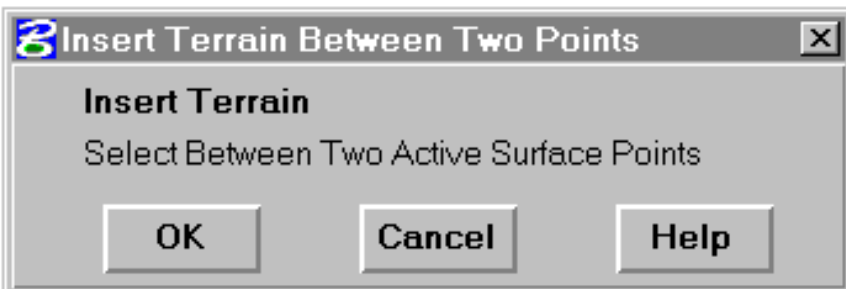 Insert Terrain Between Two Points
Insert Terrain
Select Between Two Active Surface Points
OK Cancel Help